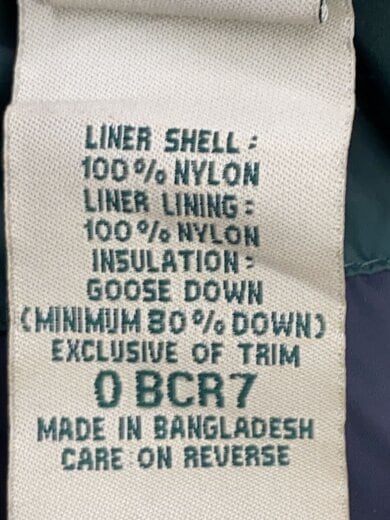 LINER SHELL:
100% NYLON
LINER LINING:
100% NYLON
INSULATION:
GOOSE DOWN
(MINIMUM 80% DOWN)
EXCLUSIVE OF TRIM
0 BCR7
MADE IN BANGLADESH
CARE ON REVERSE